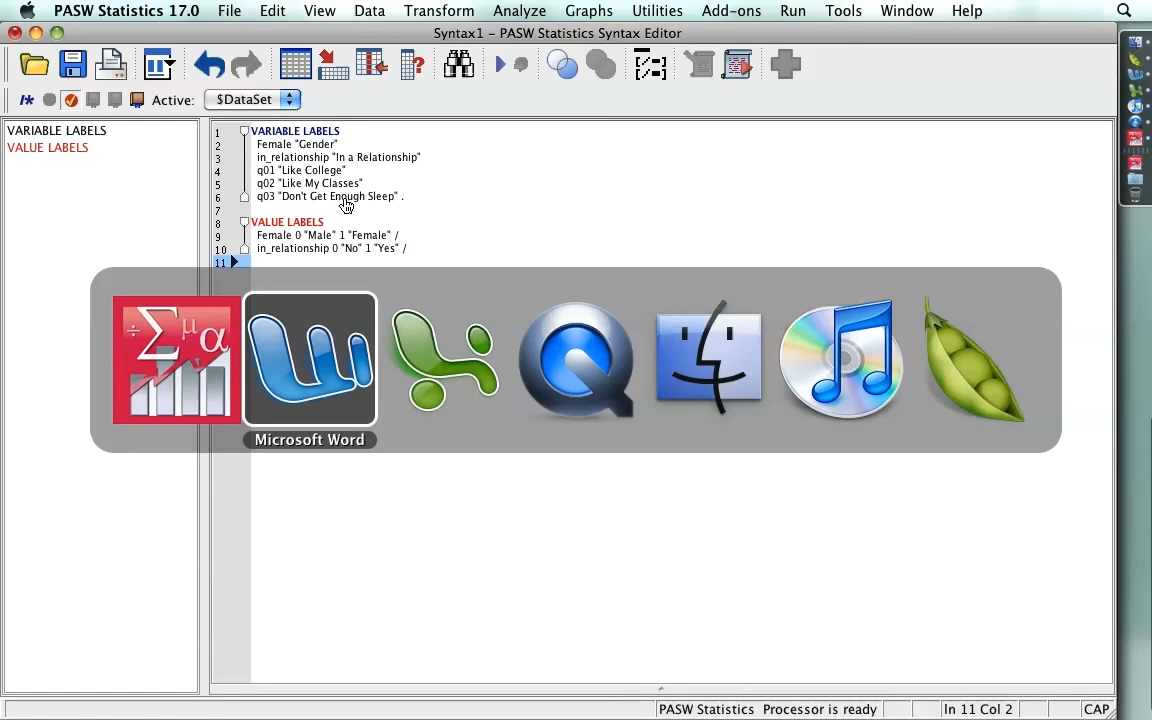 PASW Statistics 17.0 File Edit View Data Transform Analyze Graphs Utilities Add-ons Run Tools Window Help
Syntax1 – PASW Statistics Syntax Editor
Active: $DataSet
VARIABLE LABELS
VALUE LABELS
1 VARIABLE LABELS
2 Female "Gender"
3 in_relationship "In a Relationship"
4 q01 "Like College"
5 q02 "Like My Classes"
6 q03 "Don't Get Enough Sleep" .
7
8 VALUE LABELS
9 Female 0 "Male" 1 "Female" /
10 in_relationship 0 "No" 1 "Yes" /
11
÷ Σ μ α
Microsoft Word
PASW Statistics Processor is ready In 11 Col 2 CAP